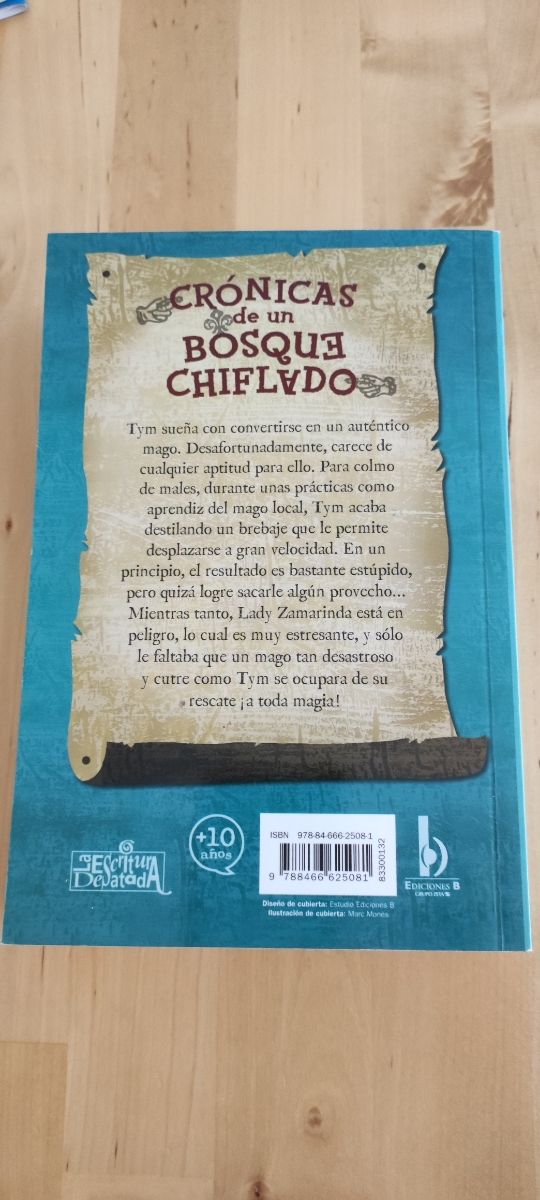 CRÓNICAS
de un
BOSQUE
CHIFLADO
Tym sueña con convertirse en un auténtico
mago. Desafortunadamente, carece de
cualquier aptitud para ello. Para colmo
de males, durante unas prácticas como
aprendiz del mago local, Tym acaba
destilando un brebaje que le permite
desplazarse a gran velocidad. En un
principio, el resultado es bastante estúpido,
pero quizá logre sacarle algún provecho...
Mientras tanto, Lady Zamarinda está en
peligro, lo cual es muy estresante, y sólo
le faltaba que un mago tan desastroso
y cutre como Tym se ocupara de su
rescate ¡a toda magia!
La Escritura
Desatada
+10
años
ISBN 978-84-666-2508-1
9 788466 625081
83300132
EDICIONES B
GRUPO ZETA
Diseño de cubierta: Estudio Ediciones B
Ilustración de cubierta: Marc Monés